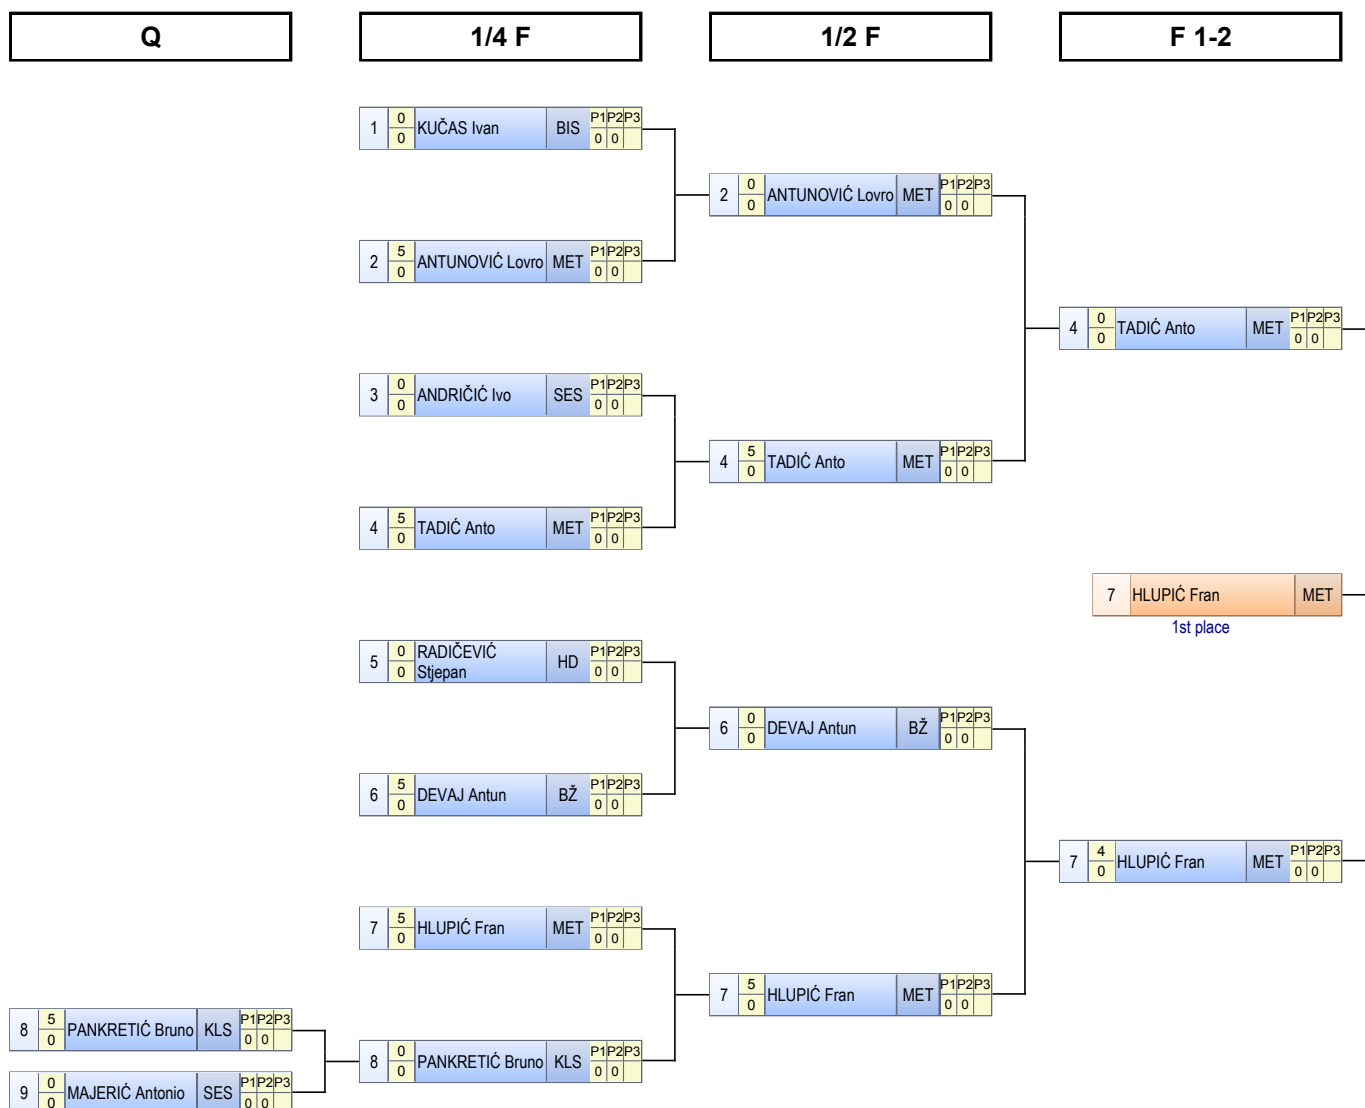 Q 1/4 F 1/2 F F 1-2
1 0 0 KUČAS Ivan BIS P1 P2 P3 0 0
2 0 0 ANTUNOVIĆ Lovro MET P1 P2 P3 0 0
2 5 0 ANTUNOVIĆ Lovro MET P1 P2 P3 0 0
4 0 0 TADIĆ Anto MET P1 P2 P3 0 0
3 0 0 ANDRIČIĆ Ivo SES P1 P2 P3 0 0
4 5 0 TADIĆ Anto MET P1 P2 P3 0 0
4 5 0 TADIĆ Anto MET P1 P2 P3 0 0
7 HLUPIĆ Fran MET
1st place
5 0 0 RADIČEVIĆ
Stjepan HD P1 P2 P3 0 0
6 0 0 DEVAJ Antun BŽ P1 P2 P3 0 0
6 5 0 DEVAJ Antun BŽ P1 P2 P3 0 0
7 4 0 HLUPIĆ Fran MET P1 P2 P3 0 0
7 5 0 HLUPIĆ Fran MET P1 P2 P3 0 0
7 5 0 HLUPIĆ Fran MET P1 P2 P3 0 0
8 5 0 PANKRETIĆ Bruno KLS P1 P2 P3 0 0
8 0 0 PANKRETIĆ Bruno KLS P1 P2 P3 0 0
9 0 0 MAJERIĆ Antonio SES P1 P2 P3 0 0